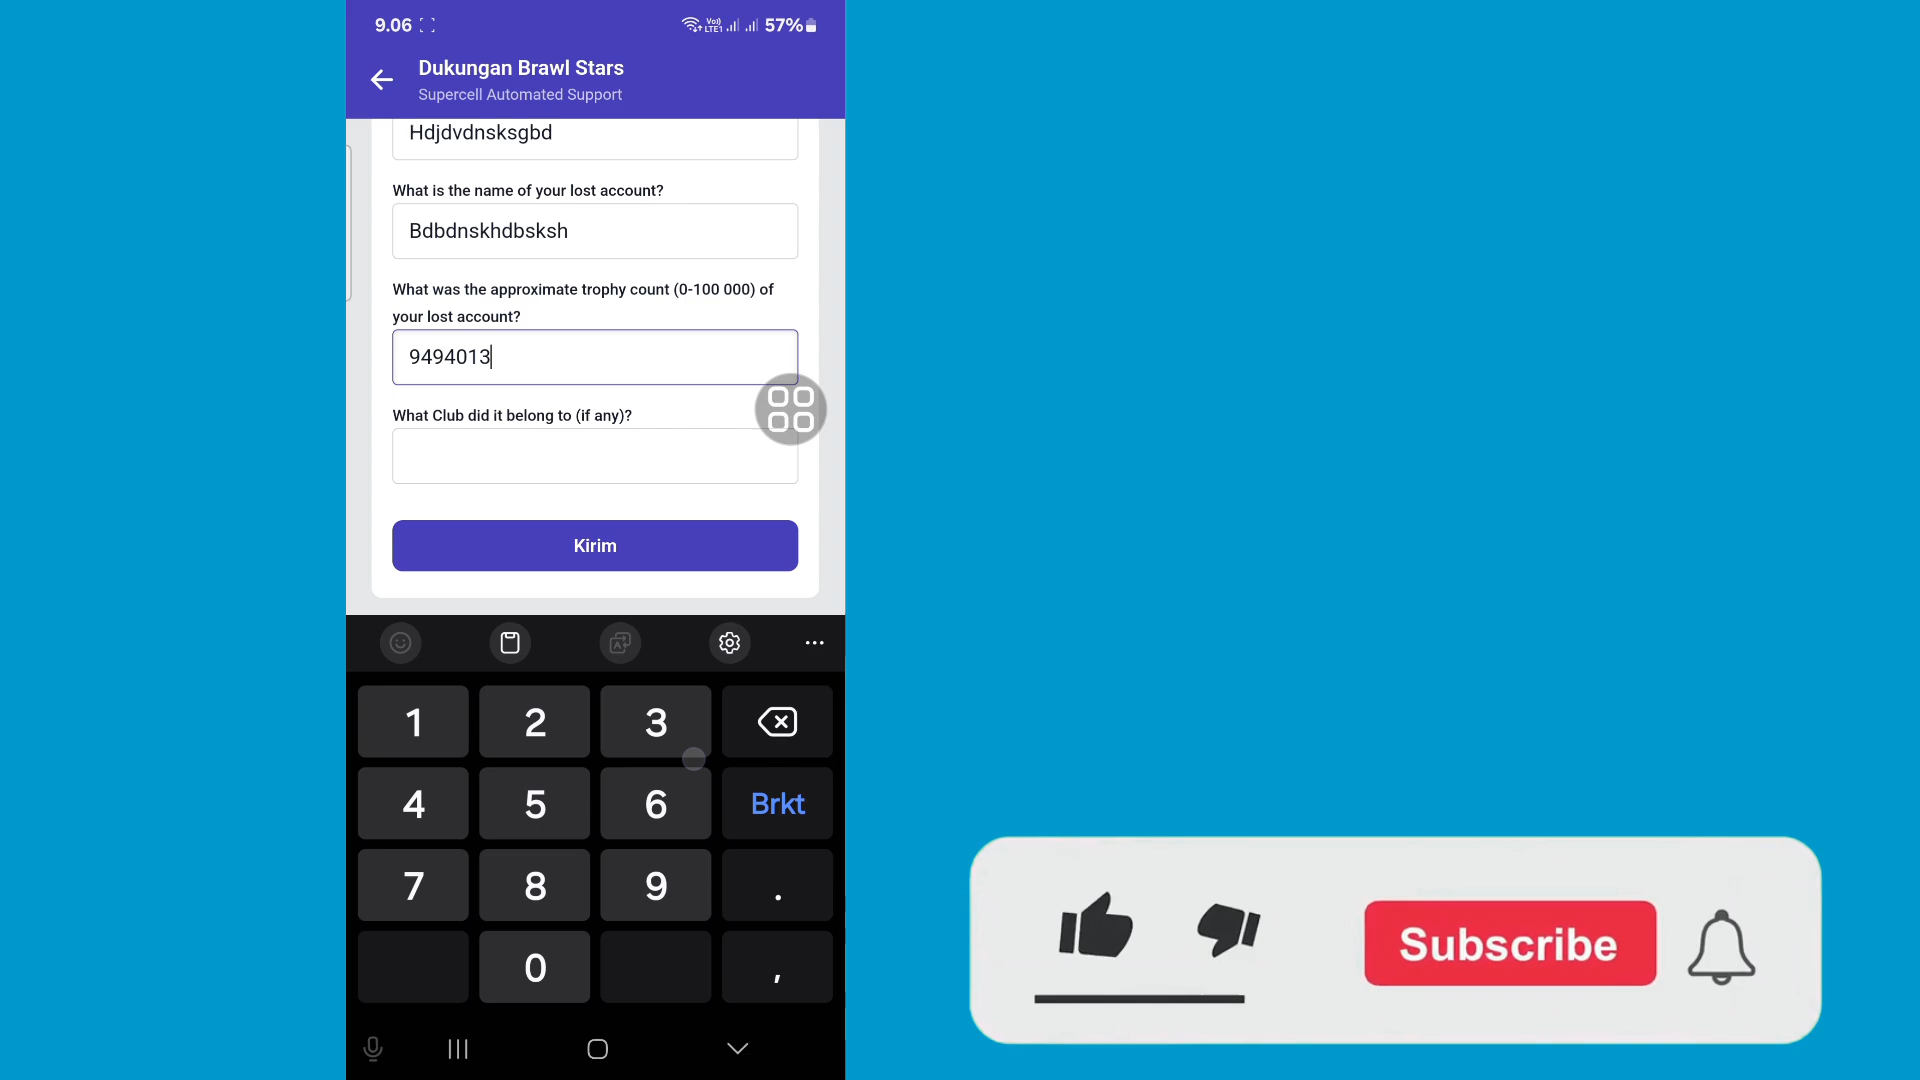 9.06
Vo)) LTE1
57%
Dukungan Brawl Stars
Supercell Automated Support
Hdjdvdnsksgbd
What is the name of your lost account?
Bdbdnskhdbsksh
What was the approximate trophy count (0-100 000) of
your lost account?
9494013
What Club did it belong to (if any)?
Kirim
1 2 3
4 5 6 Brkt
7 8 9 .
0 ,
Subscribe